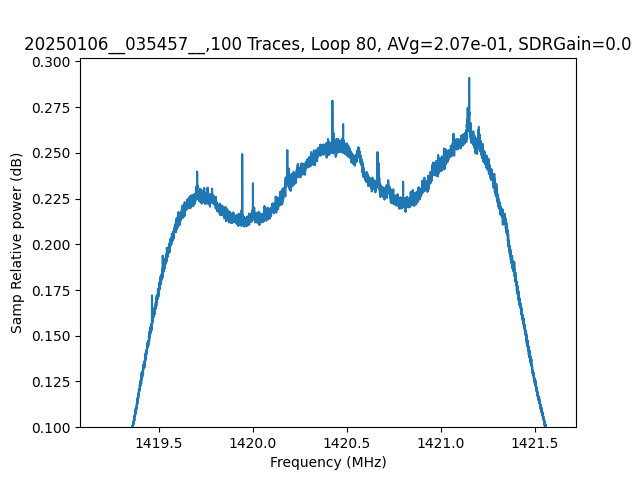 20250106__035457__,100 Traces, Loop 80, AVg=2.07e-01, SDRGain=0.0
0.300
0.275
0.250
0.225
0.200
0.175
0.150
0.125
0.100
Samp Relative power (dB)
1419.5 1420.0 1420.5 1421.0 1421.5
Frequency (MHz)